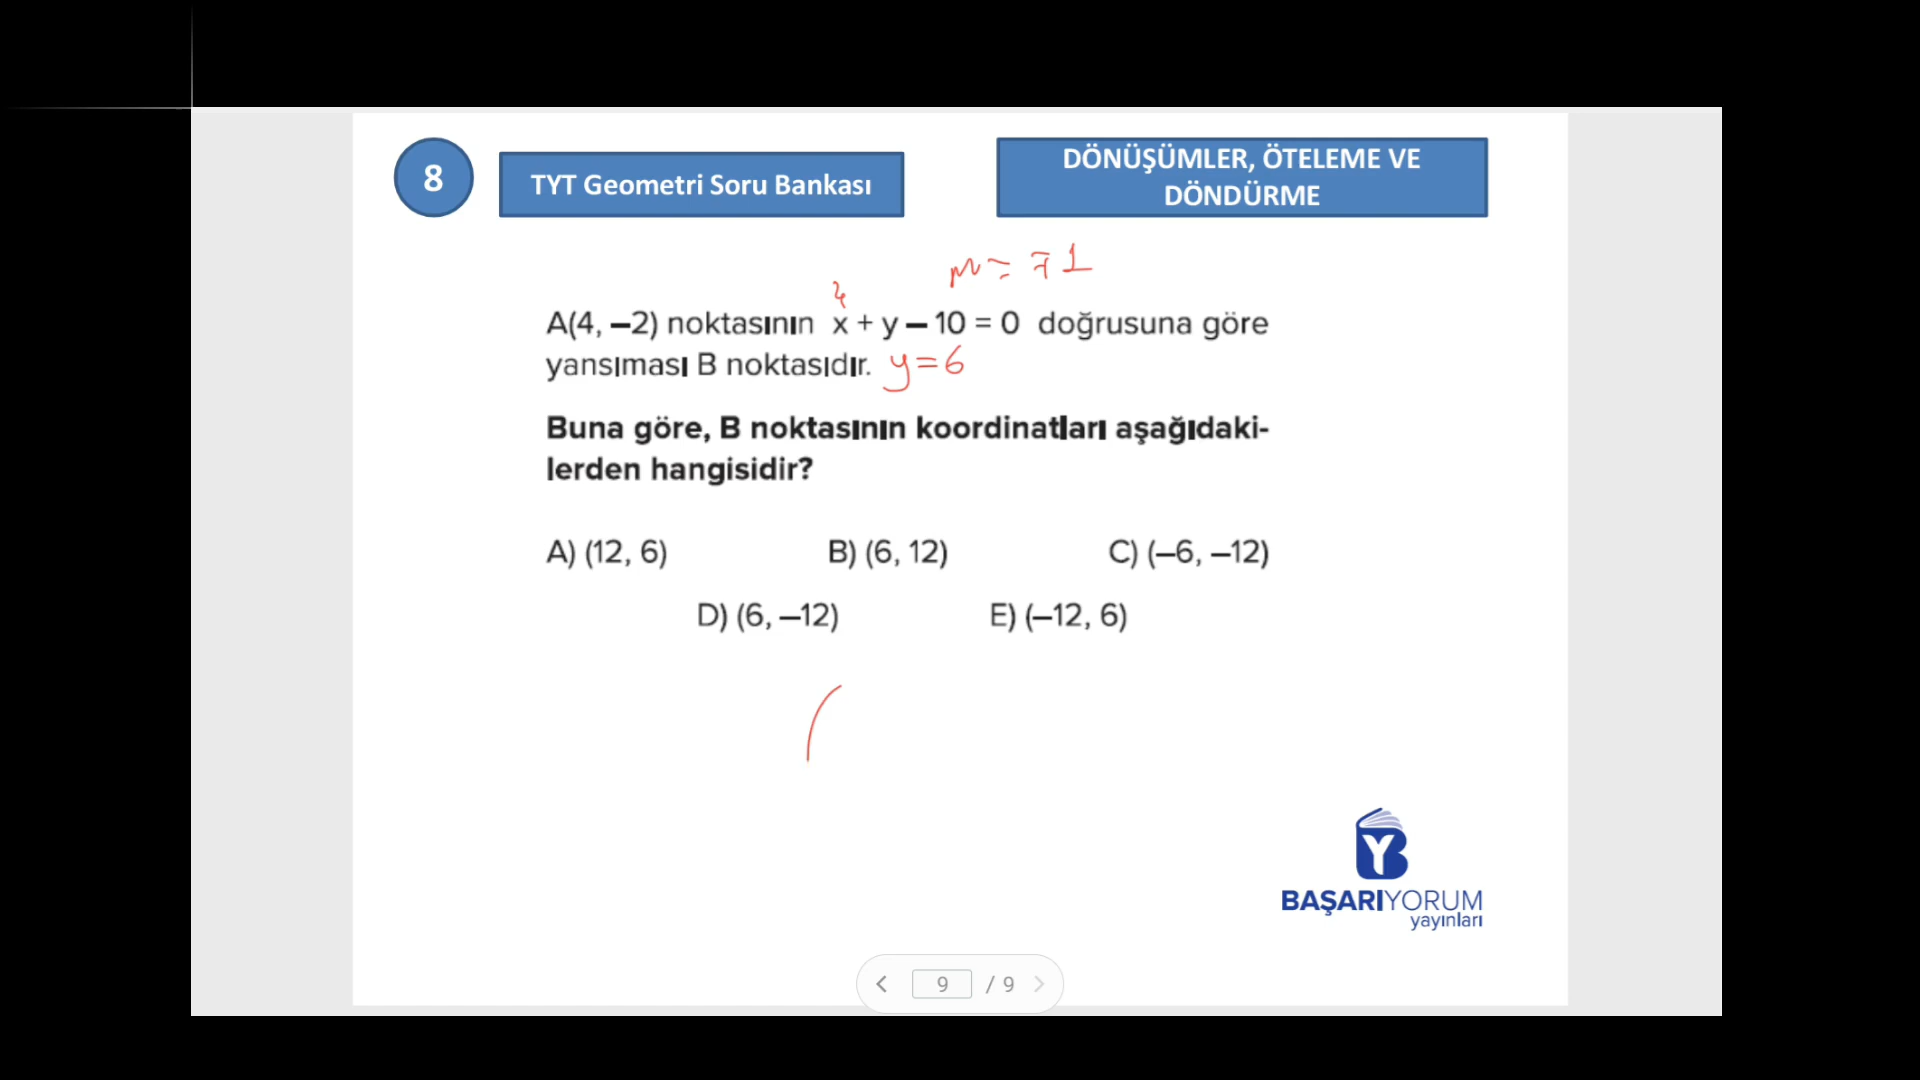 8
TYT Geometri Soru Bankası
DÖNÜŞÜMLER, ÖTELEME VE
DÖNDÜRME
4
A(4, –2) noktasının x + y – 10 = 0 doğrusuna göre
yansıması B noktasıdır. y=6
Buna göre, B noktasının koordinatları aşağıdaki-
lerden hangisidir?
A) (12, 6) B) (6, 12) C) (–6, –12)
D) (6, –12) E) (–12, 6)
BAŞARIYORUM
yayınları
9 / 9